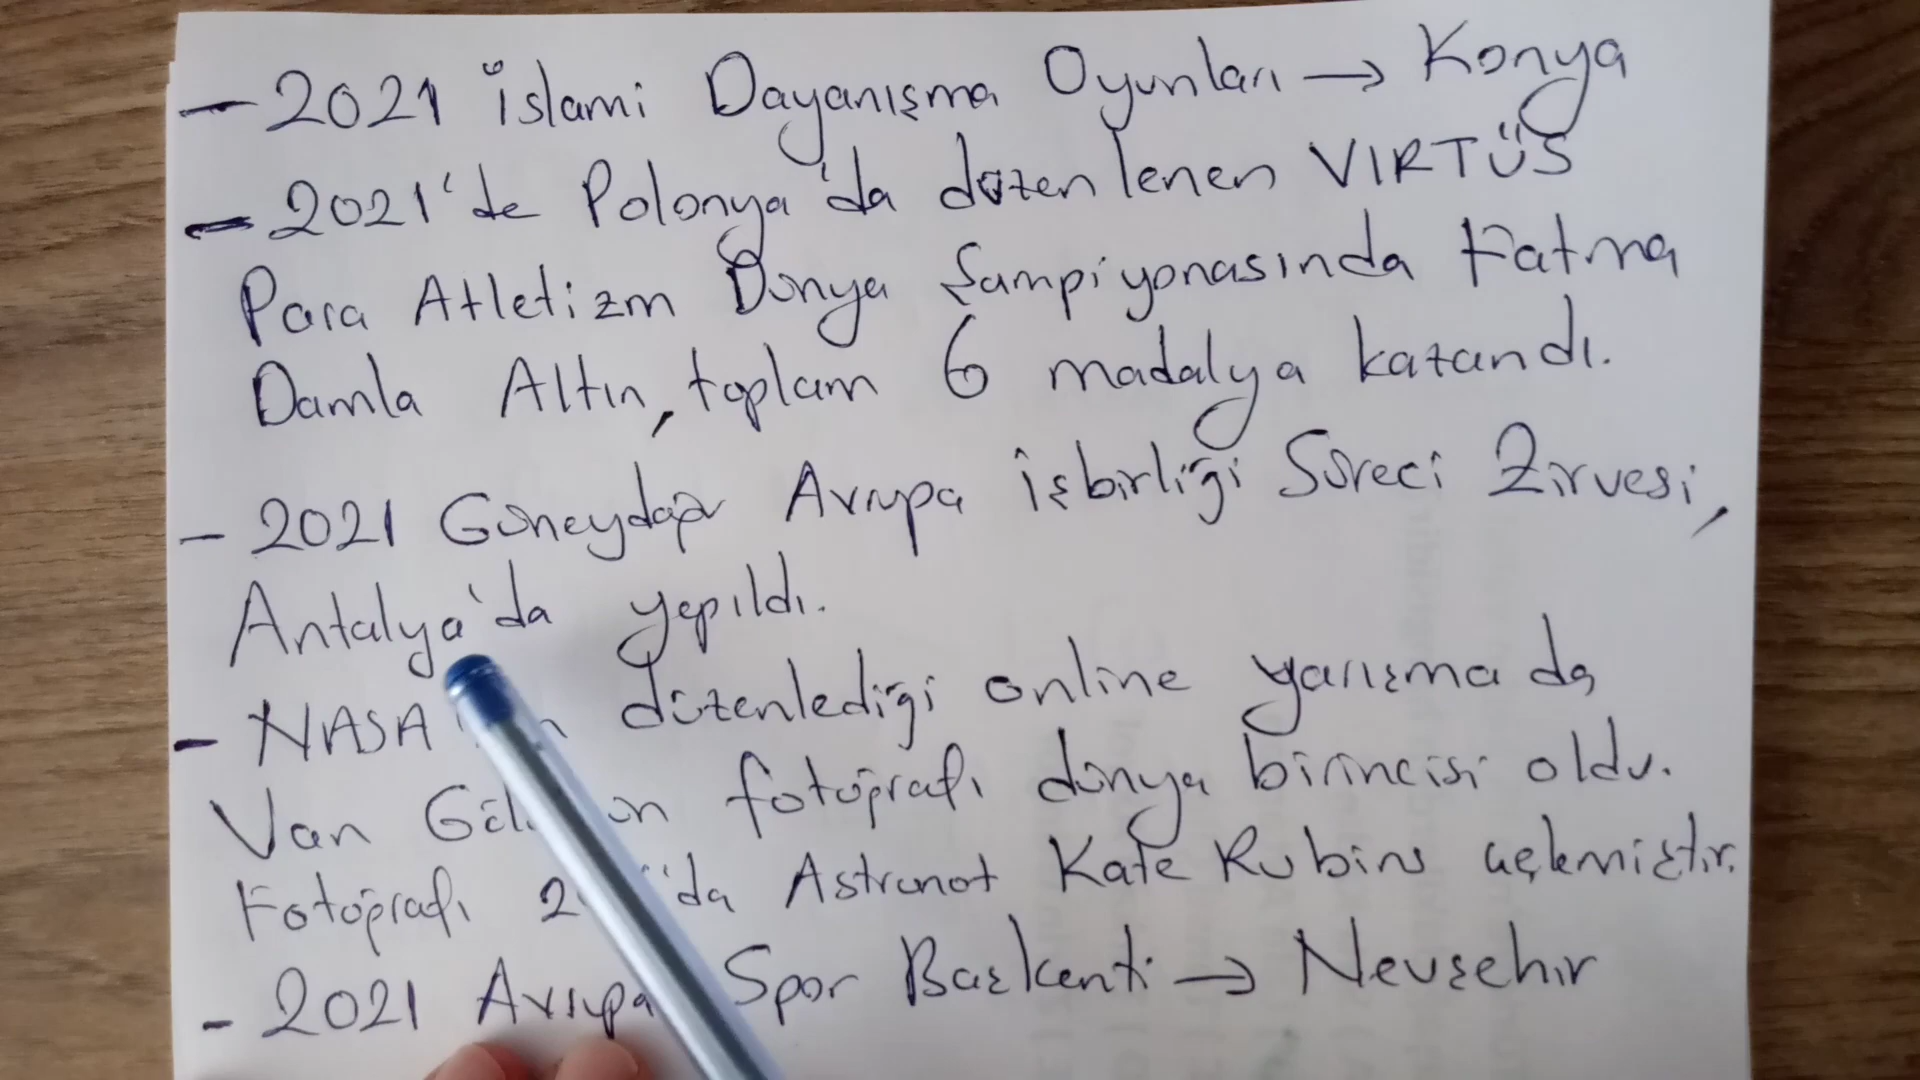 - 2021 İslami Dayanışma Oyunları → Konya
- 2021'de Polonya'da düzenlenen VIRTÜS
Para Atletizm Dünya Şampiyonasında Fatma
Damla Altın, toplam 6 madalya kazandı.
- 2021 Güneydoğu Avrupa İşbirliği Süreci Zirvesi,
Antalya'da yapıldı.
- NASA düzenlediği online yarışma da
Van fotoğrafı dünya birincisi oldu.
Fotoğrafı Astronot Kate Rubins çekmiştir.
- 2021 Avrupa Spor Başkenti → Nevşehir